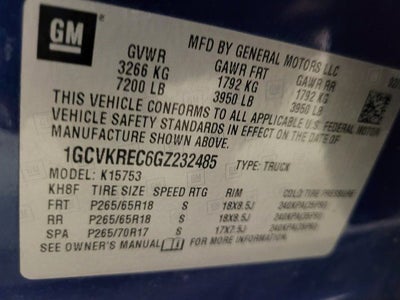 GM
MFD BY GENERAL MOTORS LLC
GVWR GAWR FRT GAWR RR
3266 KG 1792 KG 1792 KG
7200 LB 3950 LB 3950 LB
THIS VEHICLE CONFORMS TO ALL APPLICABLE U.S. FEDERAL MOTOR
VEHICLE SAFETY STANDARDS IN EFFECT ON THE DATE OF
MANUFACTURE SHOWN ABOVE.
1GCVKREC6GZ232485 TYPE: TRUCK
MODEL: K15753
KH8F TIRE SIZE SPEED RTG RIM COLD TIRE PRESSURE
FRT P265/65R18 S 18X8.5J 240KPA(35PSI)
RR P265/65R18 S 18X8.5J 240KPA(35PSI)
SPA P265/70R17 S 17X7.5J 240KPA(35PSI)
SEE OWNER'S MANUAL FOR MORE INFORMATION.